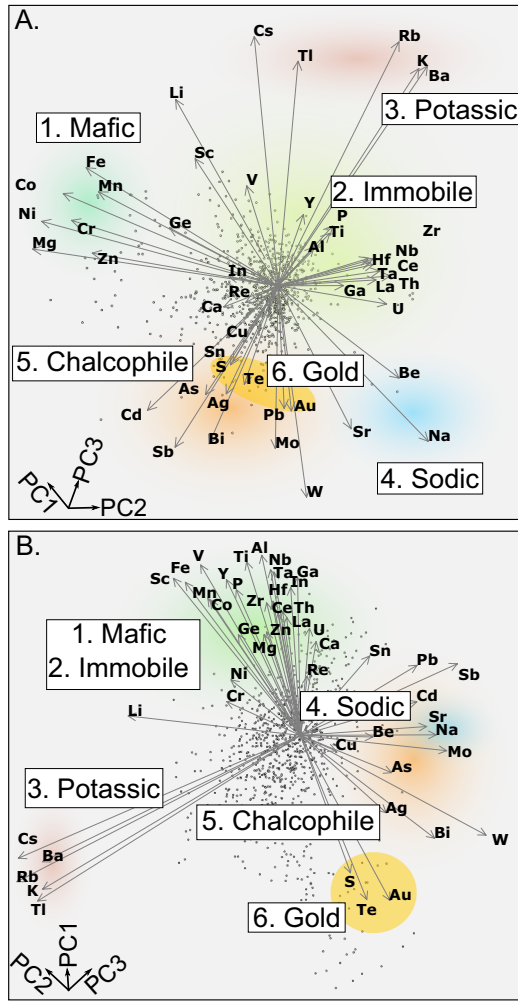 A.
Cs
Rb
Tl
K
Ba
Li
3. Potassic
1. Mafic
Sc
Fe
V
2. Immobile
Co
Mn
Y
P
Ni
Cr
Ge
Ti
Zr
Mg
Zn
Al
Nb
Hf
Ce
In
Ta
Re
Ga
La
Th
Ca
U
Cu
5. Chalcophile
Sn
S
6. Gold
Te
Be
As
Cd
Ag
Pb
Au
Sb
Bi
Mo
Sr
Na
4. Sodic
W
PC1
PC3
PC2
B.
V
Ti
Al
Nb
Fe
Sc
Y
Ta
Ga
Mn
P
Hf
In
Co
Zr
Ce
Th
1. Mafic
2. Immobile
Ge
Zn
La
U
Mg
Ca
Sn
Ni
Re
Pb
Sb
Li
Cr
4. Sodic
Cd
Sr
Be
Na
Cu
Mo
3. Potassic
As
5. Chalcophile
Ag
Cs
Bi
W
Ba
Rb
S
K
Au
Tl
Te
6. Gold
PC2
PC1
PC3